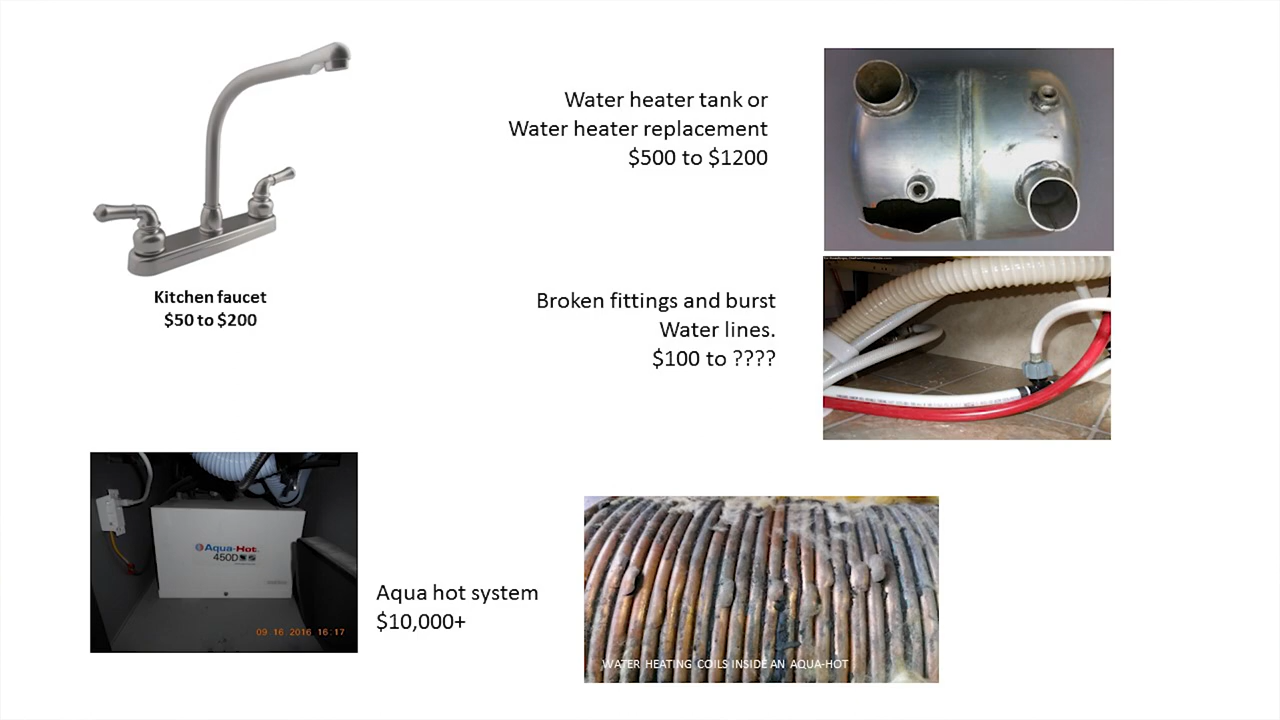 Water heater tank or
Water heater replacement
$500 to $1200
Kitchen faucet
$50 to $200
Broken fittings and burst
Water lines.
$100 to ????
Aqua-Hot
450D
09 16 2016 16:17
Aqua hot system
$10,000+
WATER HEATING COILS INSIDE AN AQUA-HOT